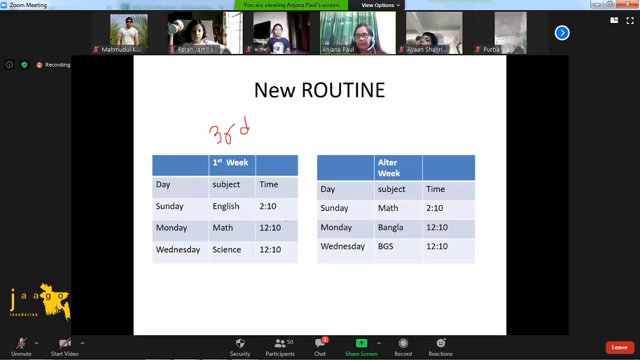 Zoom Meeting
You are viewing Anjana Paul's screen
View Options
Mahmudul
Anjana Paul
Ayaan Shahri
Purba
Recording
View
New ROUTINE
3rd
1st Week
Day subject Time
Sunday English 2:10
Monday Math 12:10
Wednesday Science 12:10
Alter Week
Day subject Time
Sunday Math 2:10
Monday Bangla 12:10
Wednesday BGS 12:10
jaago
foundation
Unmute
Start Video
50
Participants
Chat
Share Screen
Record
Reactions
Leave